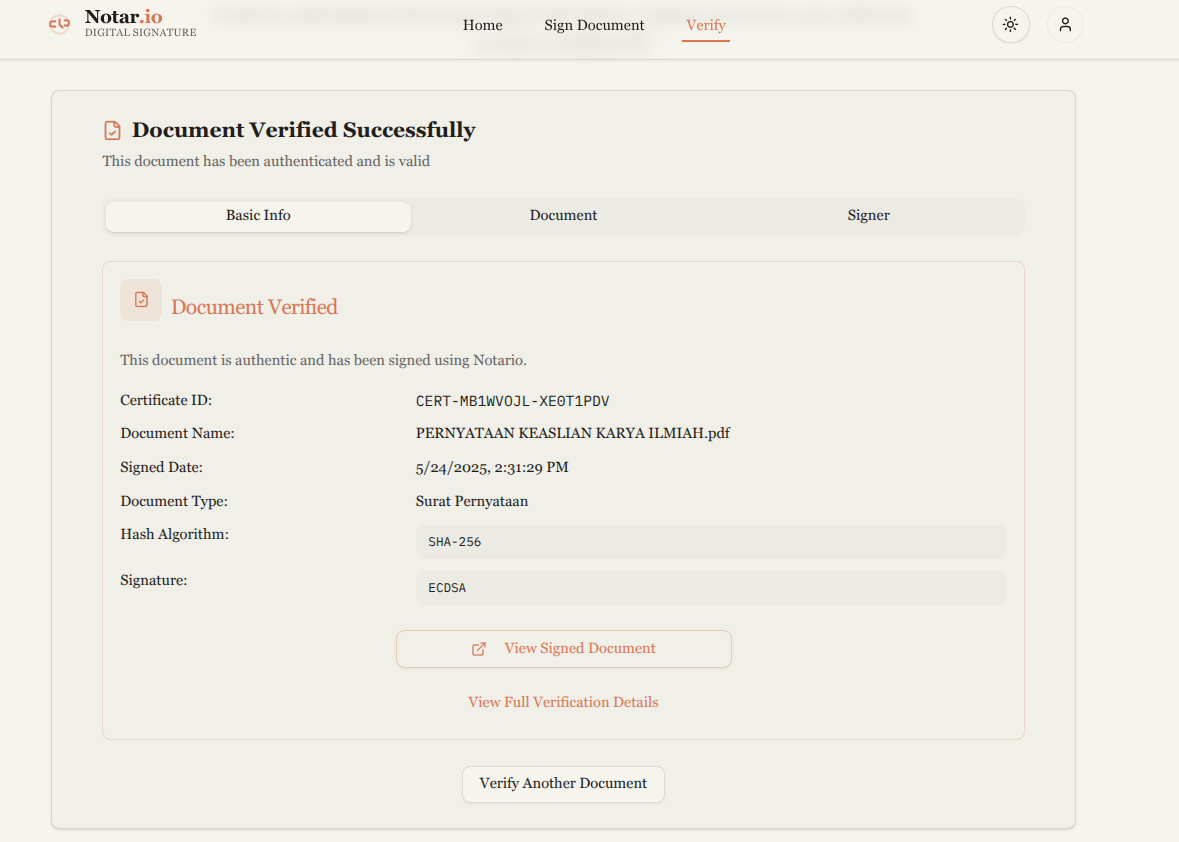 Notar.io
DIGITAL SIGNATURE
Home
Sign Document
Verify
Document Verified Successfully
This document has been authenticated and is valid
Basic Info
Document
Signer
Document Verified
This document is authentic and has been signed using Notario.
Certificate ID: CERT-MB1WVOJL-XE0T1PDV
Document Name: PERNYATAAN KEASLIAN KARYA ILMIAH.pdf
Signed Date: 5/24/2025, 2:31:29 PM
Document Type: Surat Pernyataan
Hash Algorithm: SHA-256
Signature: ECDSA
View Signed Document
View Full Verification Details
Verify Another Document